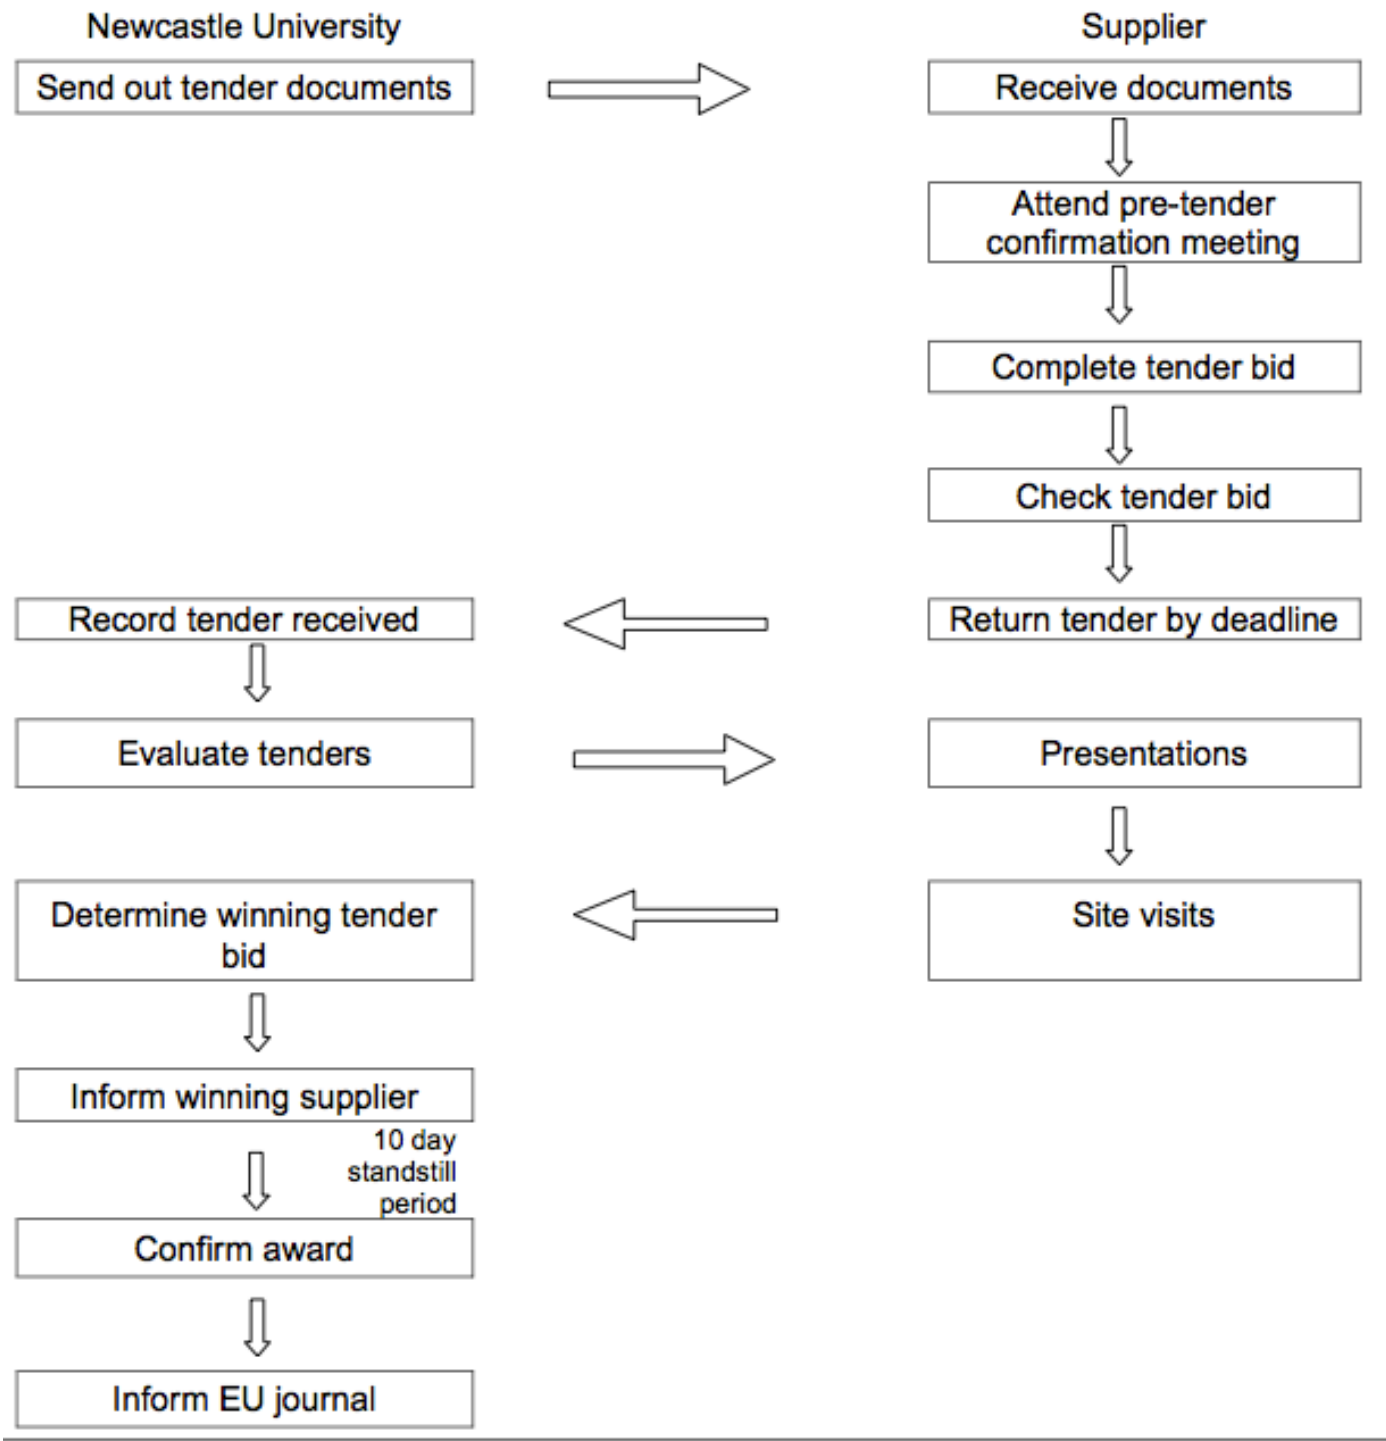 Newcastle University
Supplier
Send out tender documents
Receive documents
Attend pre-tender
confirmation meeting
Complete tender bid
Check tender bid
Return tender by deadline
Record tender received
Evaluate tenders
Presentations
Site visits
Determine winning tender
bid
Inform winning supplier
10 day
standstill
period
Confirm award
Inform EU journal